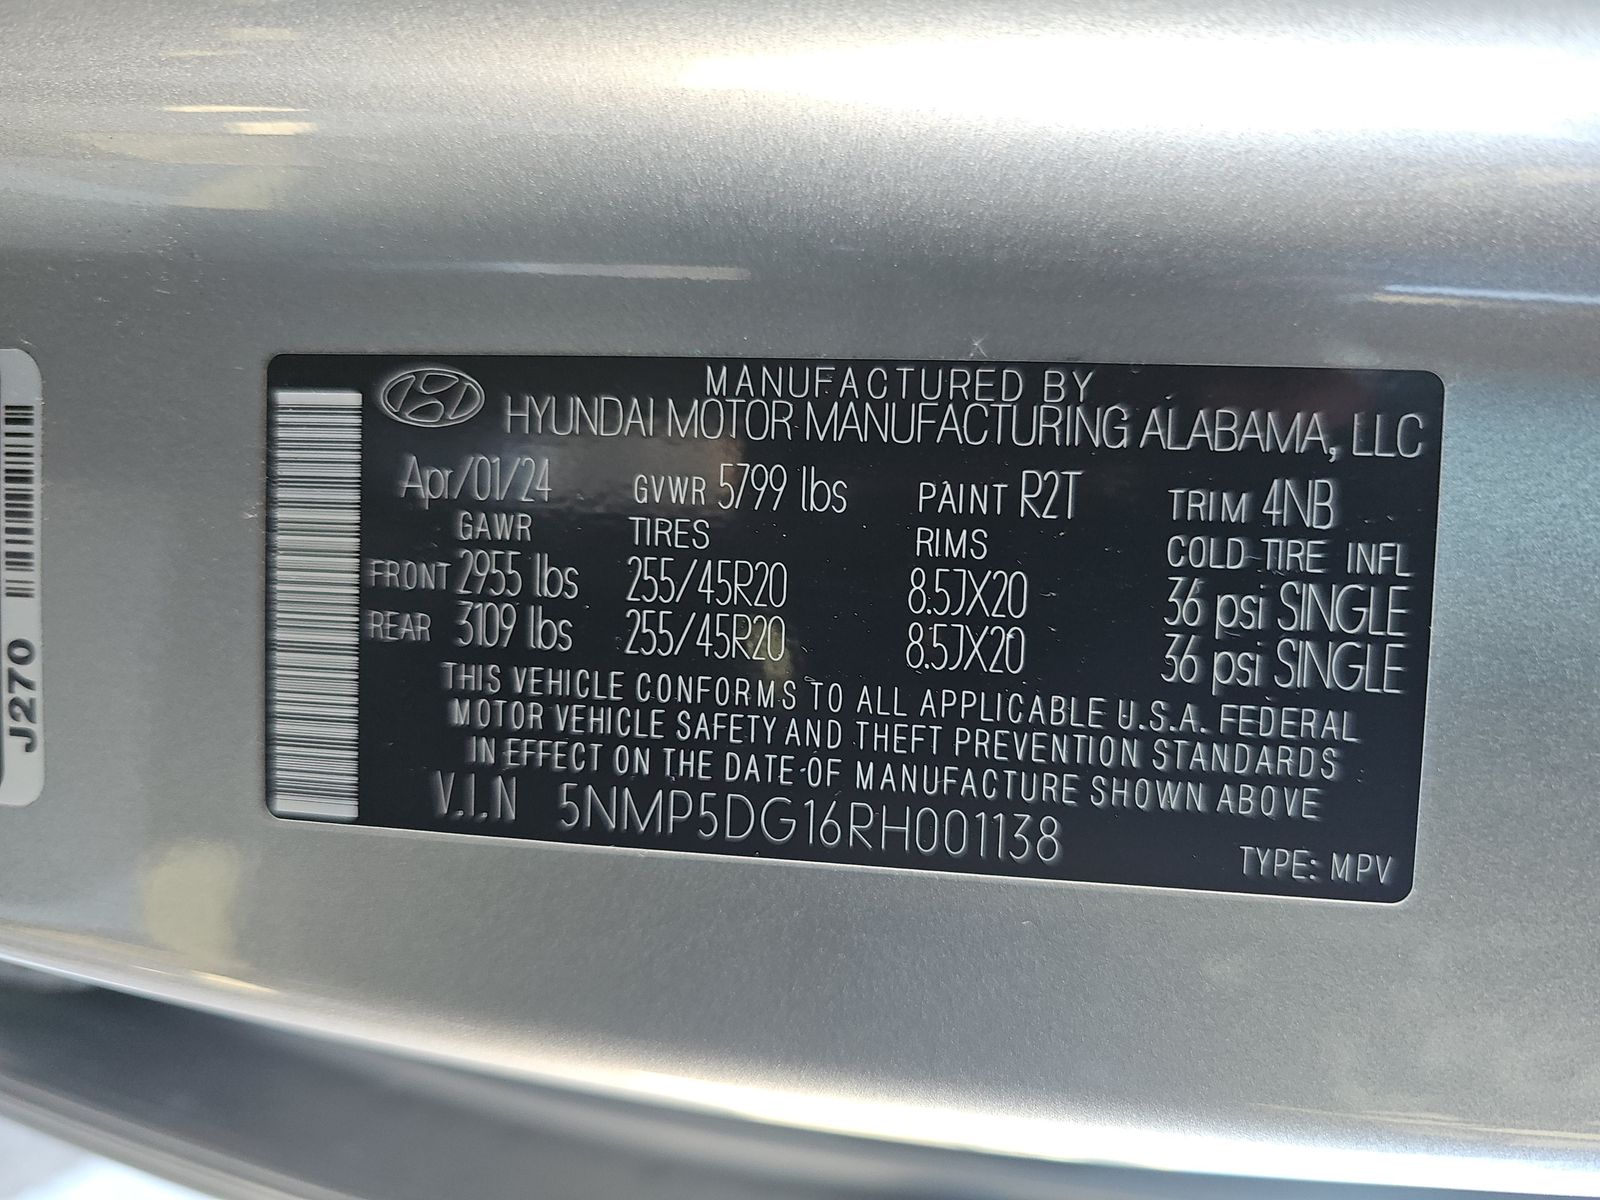 MANUFACTURED BY
HYUNDAI MOTOR MANUFACTURING ALABAMA, LLC
Apr/01/24 GVWR 5799 lbs PAINT R2T TRIM 4NB
GAWR TIRES RIMS COLD TIRE INFL
FRONT 2955 lbs 255/45R20 8.5JX20 36 psi SINGLE
REAR 3109 lbs 255/45R20 8.5JX20 36 psi SINGLE
THIS VEHICLE CONFORMS TO ALL APPLICABLE U.S.A. FEDERAL
MOTOR VEHICLE SAFETY AND THEFT PREVENTION STANDARDS
IN EFFECT ON THE DATE OF MANUFACTURE SHOWN ABOVE
V.I.N 5NMP5DG16RH001138
TYPE: MPV
J270